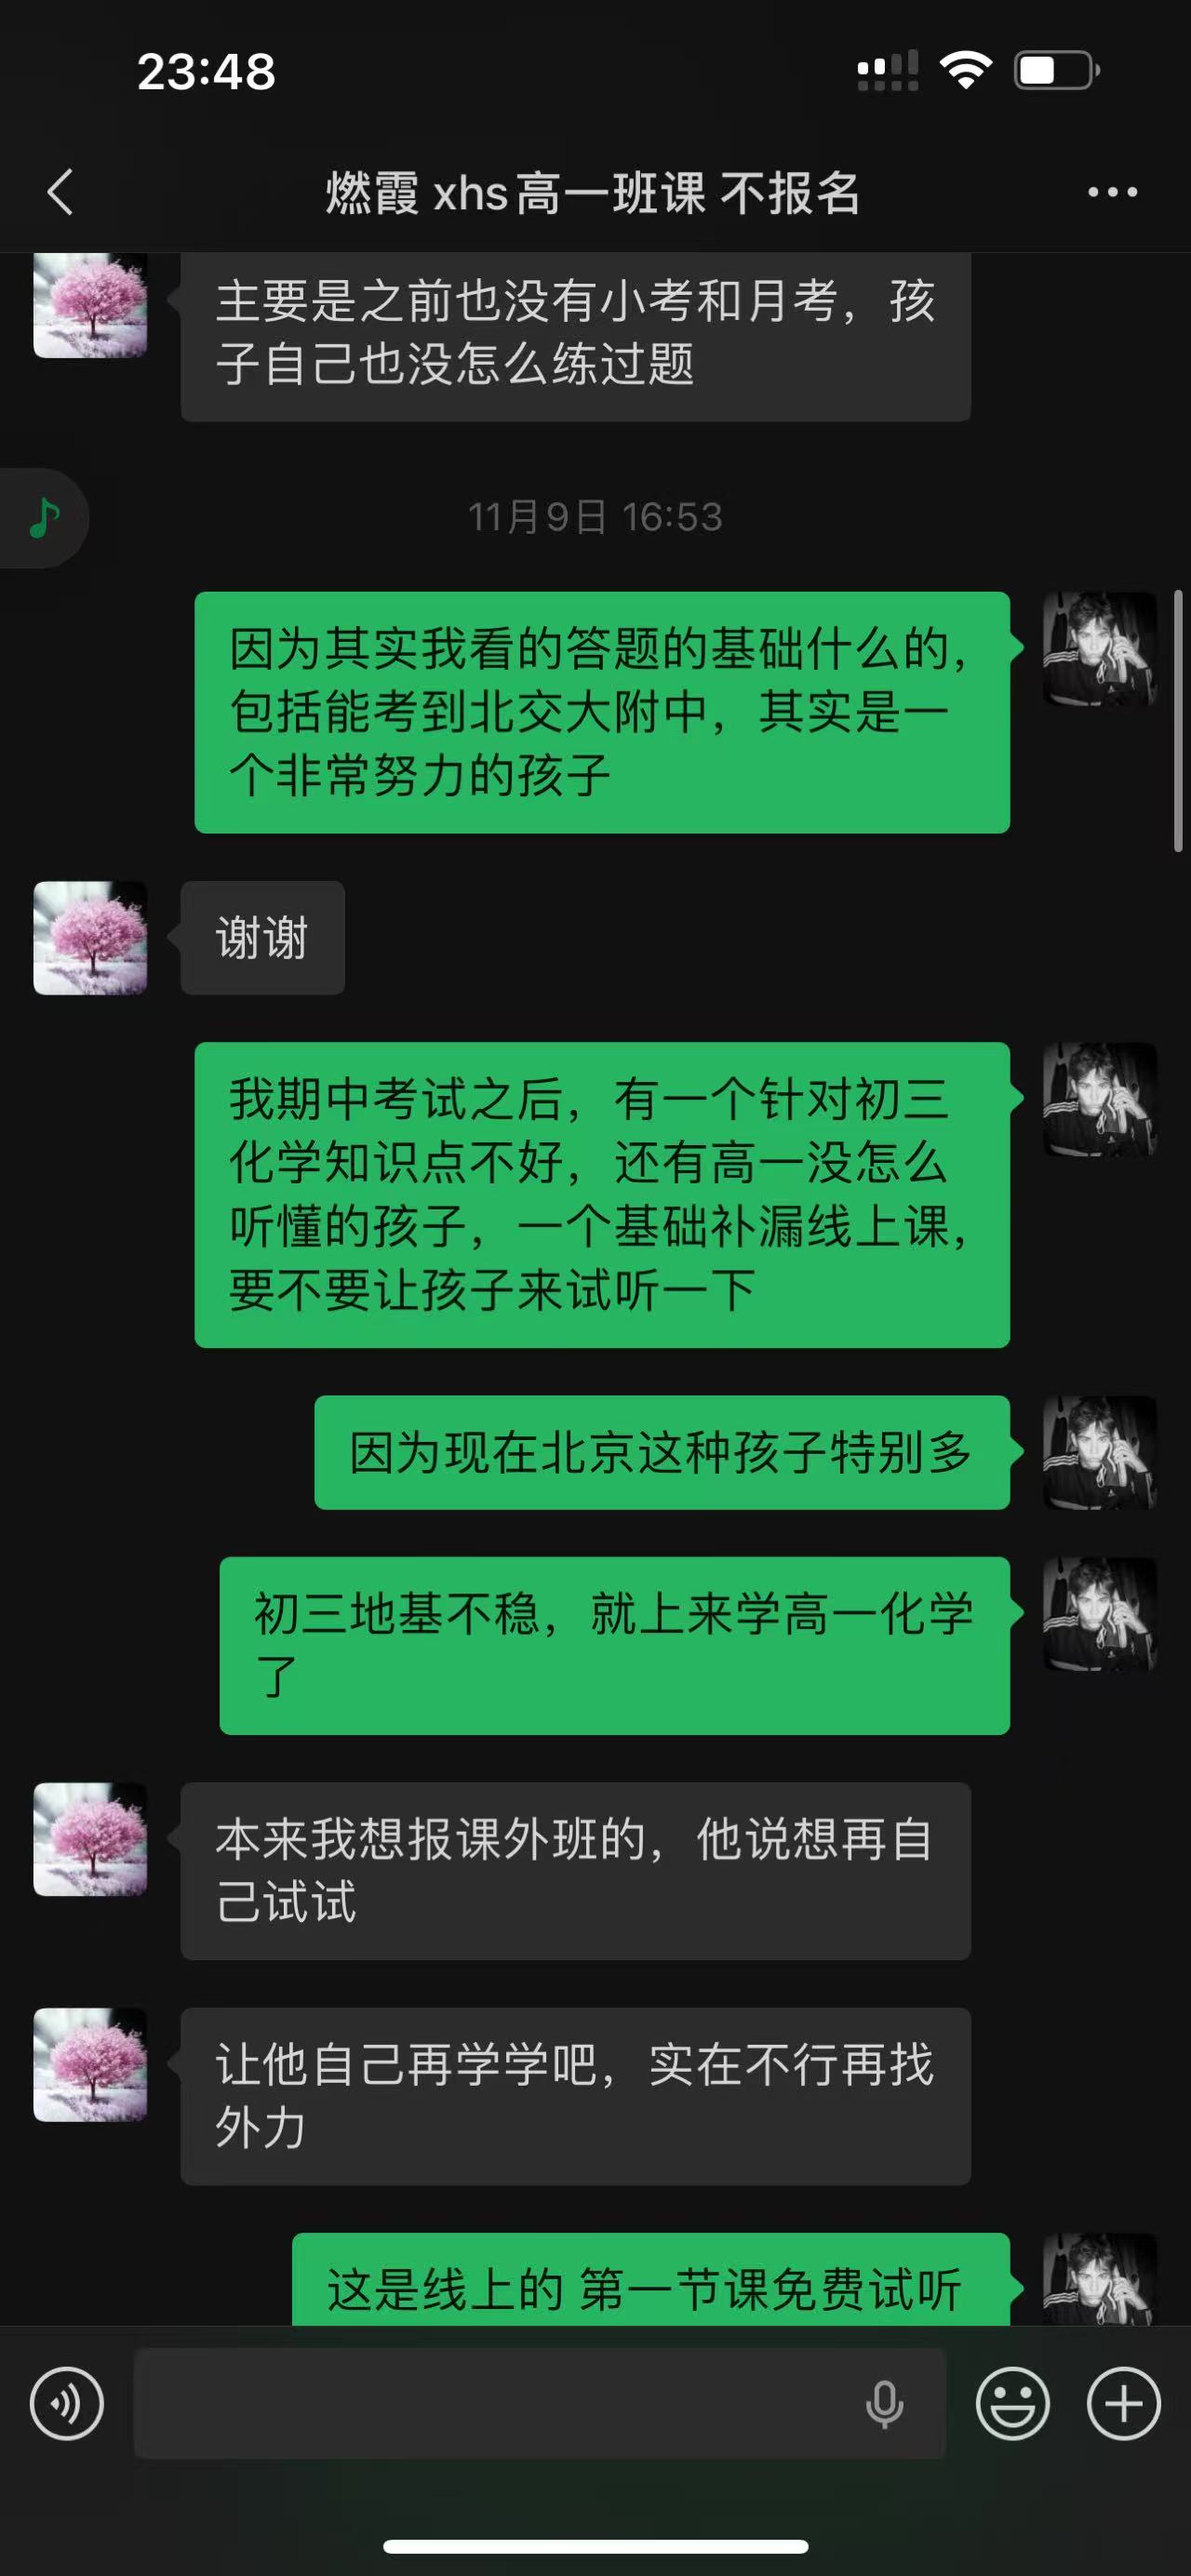 23:48
燃霞 xhs高一班课 不报名
主要是之前也没有小考和月考，孩
子自己也没怎么练过题
11月9日 16:53
因为其实我看的答题的基础什么的，
包括能考到北交大附中，其实是一
个非常努力的孩子
谢谢
我期中考试之后，有一个针对初三
化学知识点不好，还有高一没怎么
听懂的孩子，一个基础补漏线上课，
要不要让孩子来试听一下
因为现在北京这种孩子特别多
初三地基不稳，就上来学高一化学
了
本来我想报课外班的，他说想再自
己试试
让他自己再学学吧，实在不行再找
外力
这是线上的 第一节课免费试听